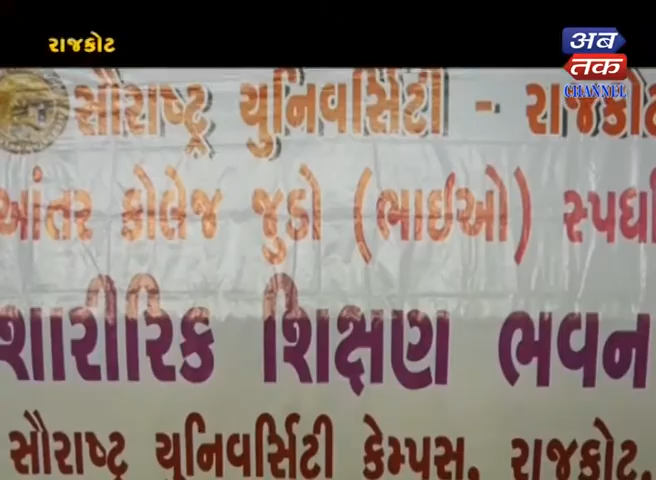 રાજકોટ
અબ
તક
CHANNEL
સૌરાષ્ટ્ર યુનિવર્સિટી - રાજકોટ
આંતર કોલેજ જુડો (ભાઈઓ) સ્પર્ધા
શારીરિક શિક્ષણ ભવન
સૌરાષ્ટ્ર યુનિવર્સિટી કેમ્પસ, રાજકોટ.